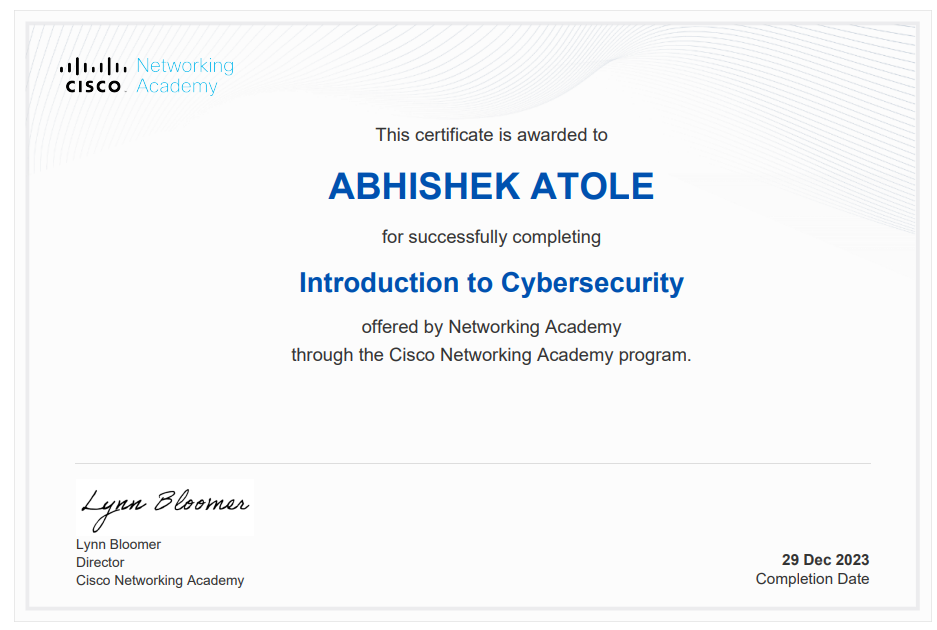 Networking
CISCO. Academy
This certificate is awarded to
ABHISHEK ATOLE
for successfully completing
Introduction to Cybersecurity
offered by Networking Academy
through the Cisco Networking Academy program.
Lynn Bloomer
Lynn Bloomer
Director
Cisco Networking Academy
29 Dec 2023
Completion Date